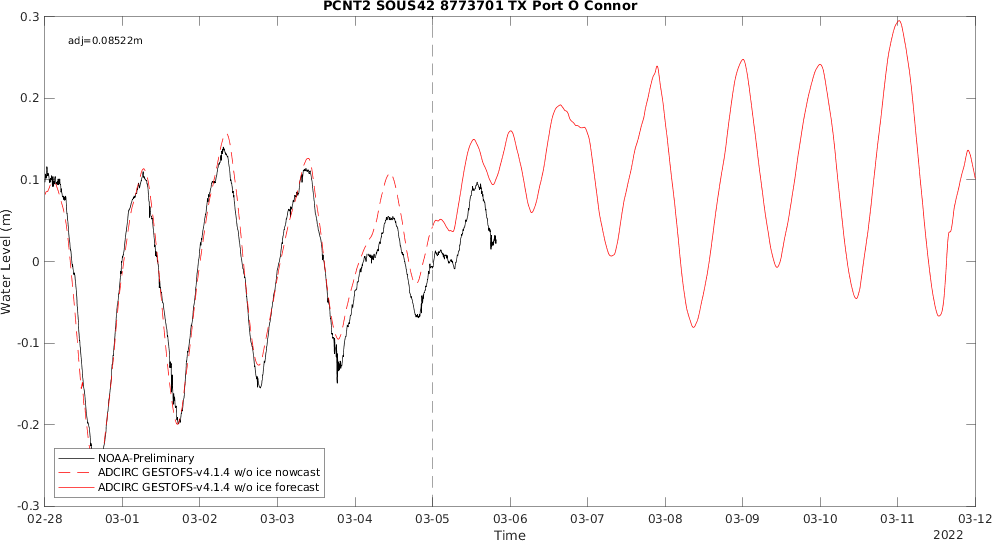 PCNT2 SOUS42 8773701 TX Port O Connor
adj=0.08522m
0.3
0.2
0.1
0
-0.1
-0.2
-0.3
Water Level (m)
NOAA-Preliminary
ADCIRC GESTOFS-v4.1.4 w/o ice nowcast
ADCIRC GESTOFS-v4.1.4 w/o ice forecast
02-28 03-01 03-02 03-03 03-04 03-05 03-06 03-07 03-08 03-09 03-10 03-11 03-12
Time
2022